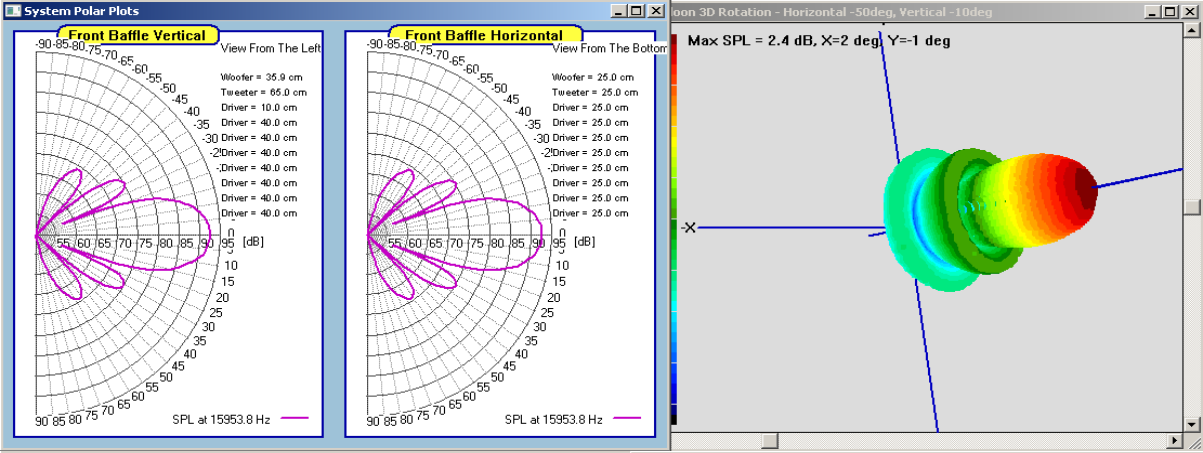 System Polar Plots
Front Baffle Vertical
View From The Left
-90 -85 -80 -75 -70 -65 -60 -55 -50 -45 -40 -35 -30
Woofer = 35.9 cm
Tweeter = 65.0 cm
Driver = 10.0 cm
Driver = 40.0 cm
Driver = 40.0 cm
Driver = 40.0 cm
Driver = 40.0 cm
Driver = 40.0 cm
Driver = 40.0 cm
Driver = 40.0 cm
55 60 65 70 75 80 85 90 95 [dB]
10
15
20
25
30
35
40
45
50
55
60
65
90 85 80 75 70
SPL at 15953.8 Hz
Front Baffle Horizontal
View From The Bottom
-90 -85 -80 -75 -70 -65 -60 -55 -50 -45 -40 -35 -30
Woofer = 25.0 cm
Tweeter = 25.0 cm
Driver = 25.0 cm
Driver = 25.0 cm
Driver = 25.0 cm
Driver = 25.0 cm
Driver = 25.0 cm
Driver = 25.0 cm
Driver = 25.0 cm
Driver = 25.0 cm
55 60 65 70 75 80 85 90 95 [dB]
10
15
20
25
30
35
40
45
50
55
60
65
90 85 80 75 70
SPL at 15953.8 Hz
3D Rotation - Horizontal -50deg, Vertical -10deg
Max SPL = 2.4 dB, X=2 deg, Y=-1 deg
-X